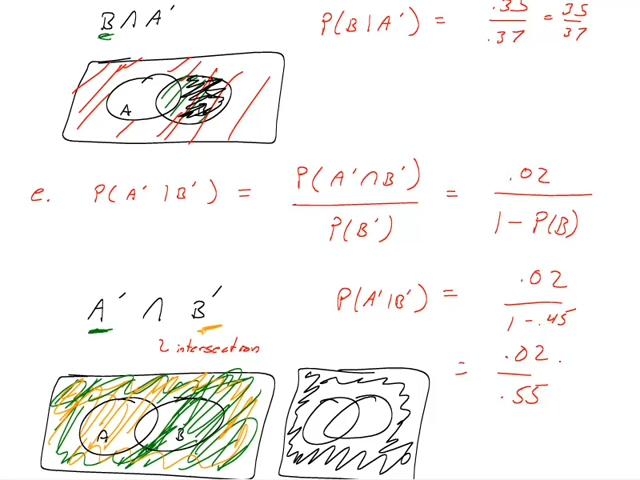 B ∩ A′
P(B|A′) = .35/.37 = 35/37
A
e. P(A′|B′) = P(A′∩B′)/P(B′) = .02/1-P(B)
A′ ∩ B′
P(A′|B′) = .02/1-.45
2 intersection
= .02/.55
A B